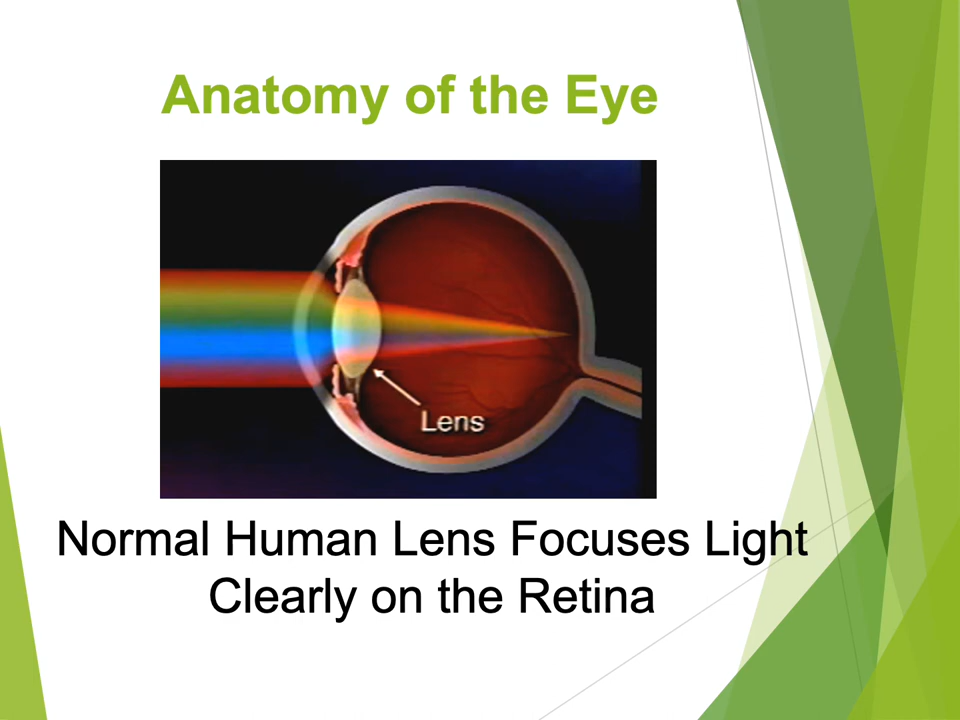 Anatomy of the Eye
Lens
Normal Human Lens Focuses Light
Clearly on the Retina